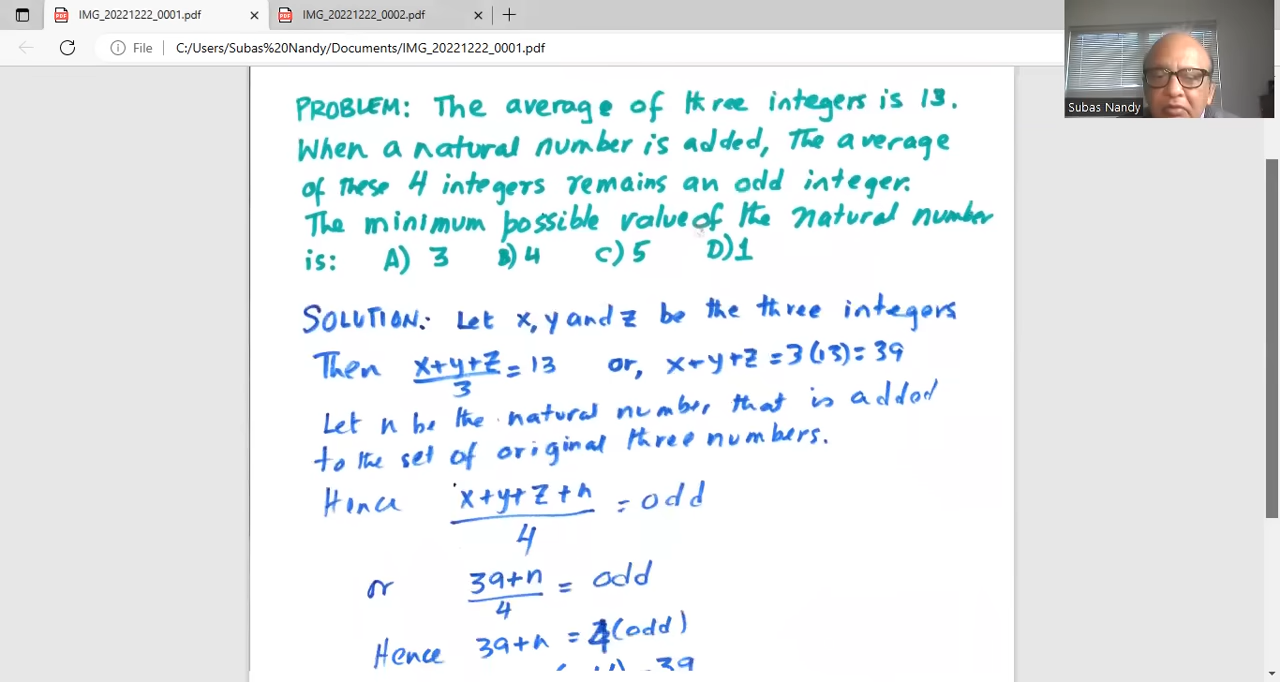 IMG_20221222_0001.pdf
IMG_20221222_0002.pdf
File
C:/Users/Subas%20Nandy/Documents/IMG_20221222_0001.pdf
Subas Nandy
PROBLEM: The average of three integers is 13.
When a natural number is added, The average
of these 4 integers remains an odd integer.
The minimum possible value of the natural number
is: A) 3 B) 4 C) 5 D) 1
SOLUTION: Let x, y and z be the three integers
Then x+y+z/3 = 13 or, x+y+z = 3(13) = 39
Let n be the natural number that is added
to the set of original three numbers.
Hence x+y+z+n/4 = odd
or 39+n/4 = odd
Hence 39+n = 4(odd)
39